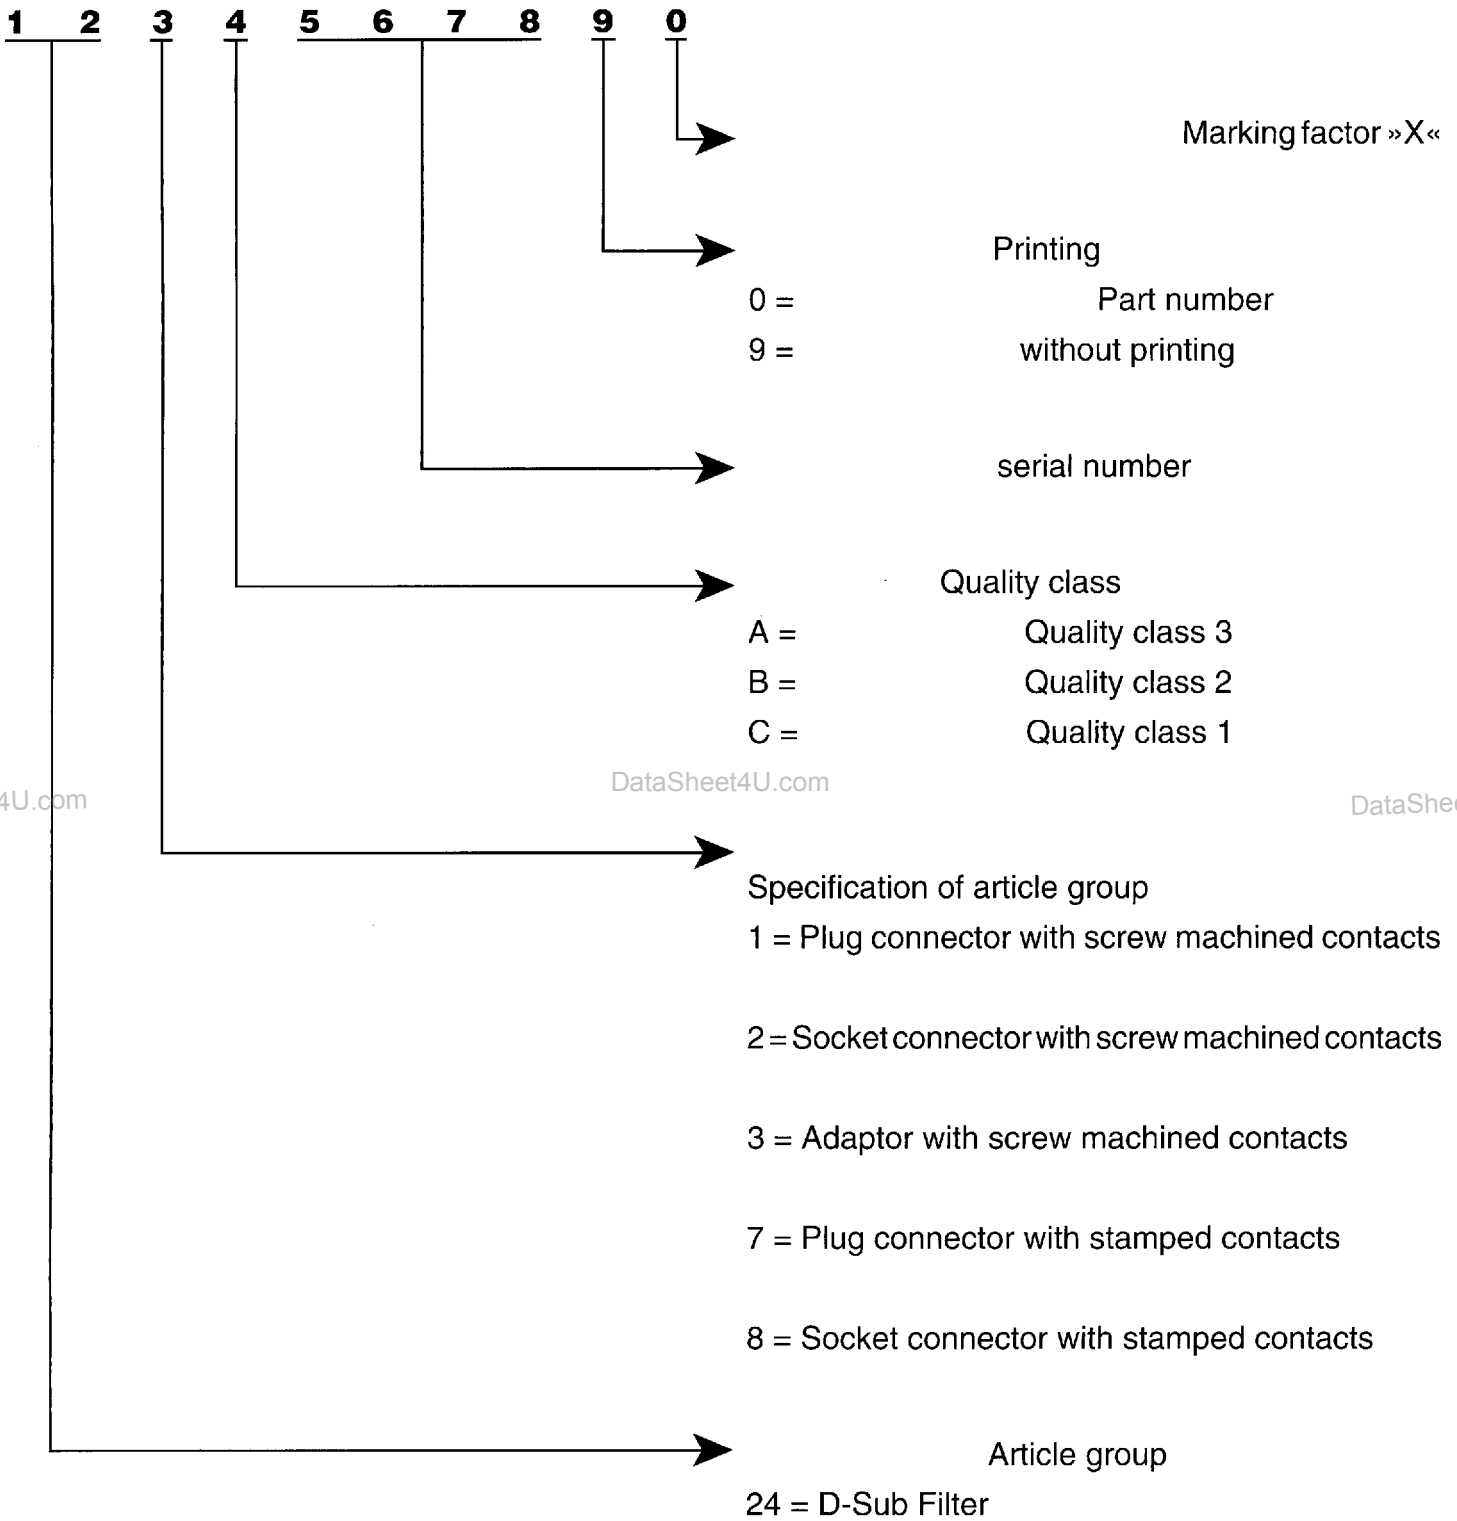 1 2 3 4 5 6 7 8 9 0
Marking factor »X«
Printing
0 = Part number
9 = without printing
serial number
Quality class
A = Quality class 3
B = Quality class 2
C = Quality class 1
DataSheet4U.com
4U.com
DataShe
Specification of article group
1 = Plug connector with screw machined contacts
2 = Socket connector with screw machined contacts
3 = Adaptor with screw machined contacts
7 = Plug connector with stamped contacts
8 = Socket connector with stamped contacts
Article group
24 = D-Sub Filter